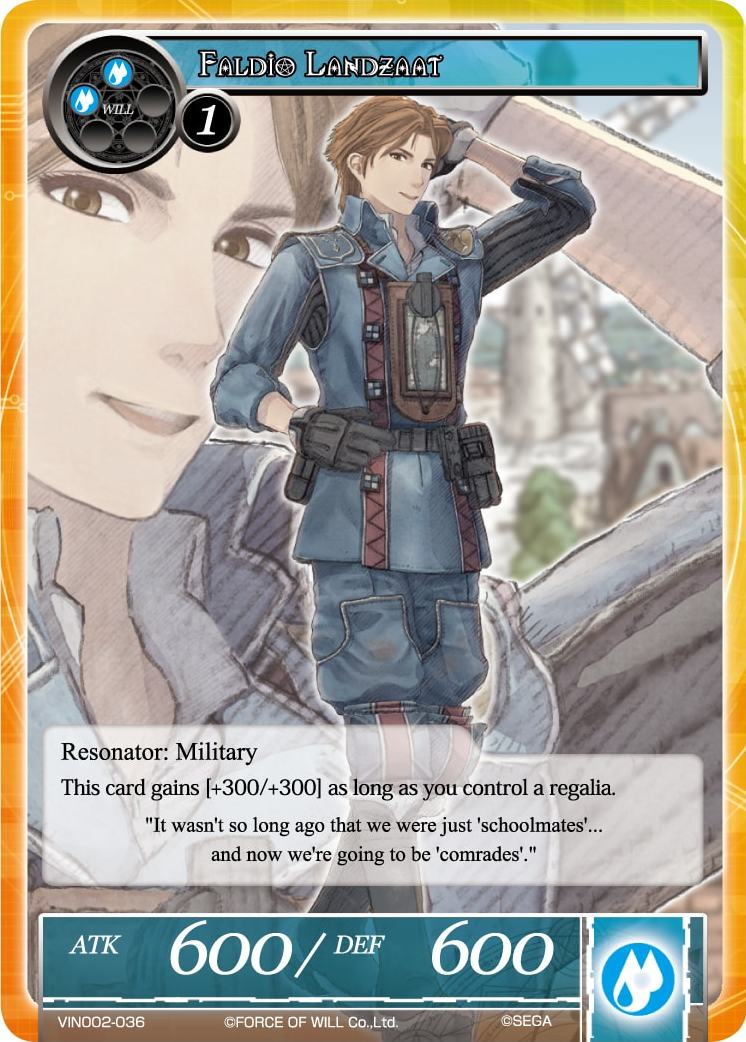 Faldio Landzaat
WILL
1
Resonator: Military
This card gains [+300/+300] as long as you control a regalia.
"It wasn't so long ago that we were just 'schoolmates'...
and now we're going to be 'comrades'."
ATK 600 / DEF 600
VIN002-036 ©FORCE OF WILL Co.,Ltd. ©SEGA